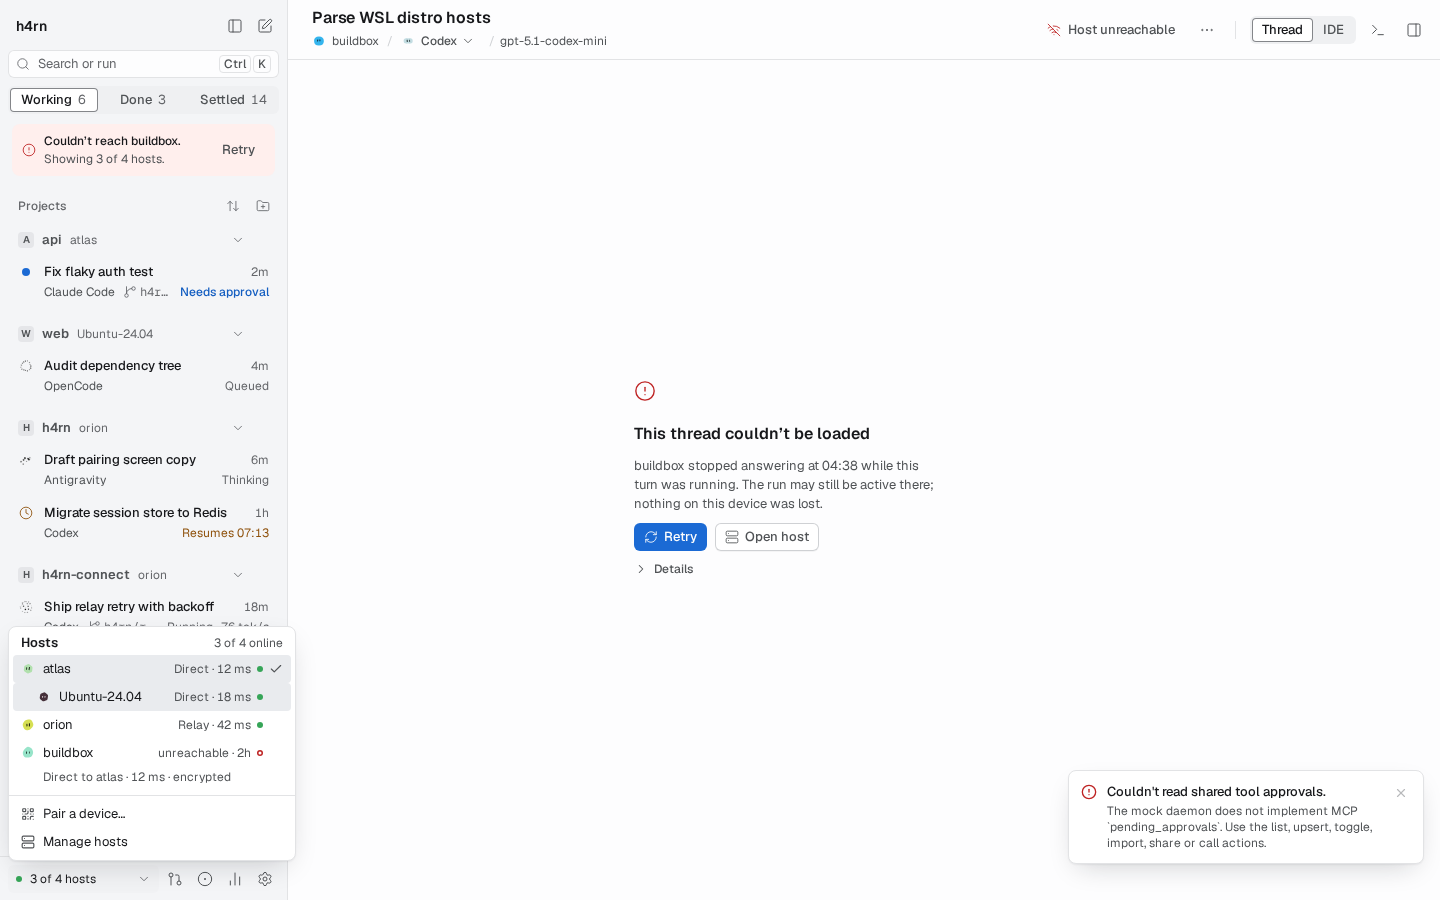 h4rn
Search or run Ctrl K
Working 6 Done 3 Settled 14
Couldn't reach buildbox.
Showing 3 of 4 hosts.
Retry
Projects
A api atlas
Fix flaky auth test 2m
Claude Code h4r… Needs approval
W web Ubuntu-24.04
Audit dependency tree 4m
OpenCode Queued
H h4rn orion
Draft pairing screen copy 6m
Antigravity Thinking
Migrate session store to Redis 1h
Codex Resumes 07:13
H h4rn-connect orion
Ship relay retry with backoff 18m
Hosts 3 of 4 online
atlas Direct · 12 ms
Ubuntu-24.04 Direct · 18 ms
orion Relay · 42 ms
buildbox unreachable · 2h
Direct to atlas · 12 ms · encrypted
Pair a device…
Manage hosts
3 of 4 hosts
Parse WSL distro hosts
buildbox / Codex / gpt-5.1-codex-mini
Host unreachable
Thread IDE
This thread couldn't be loaded
buildbox stopped answering at 04:38 while this
turn was running. The run may still be active there;
nothing on this device was lost.
Retry Open host
Details
Couldn't read shared tool approvals.
The mock daemon does not implement MCP
`pending_approvals`. Use the list, upsert, toggle,
import, share or call actions.